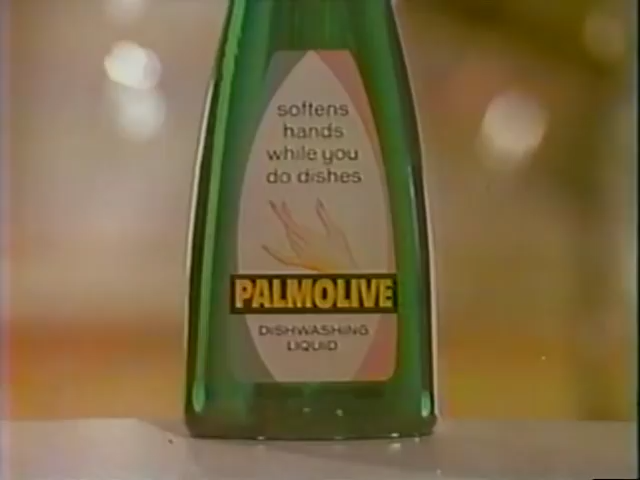 softens
hands
while you
do dishes
PALMOLIVE
DISHWASHING
LIQUID